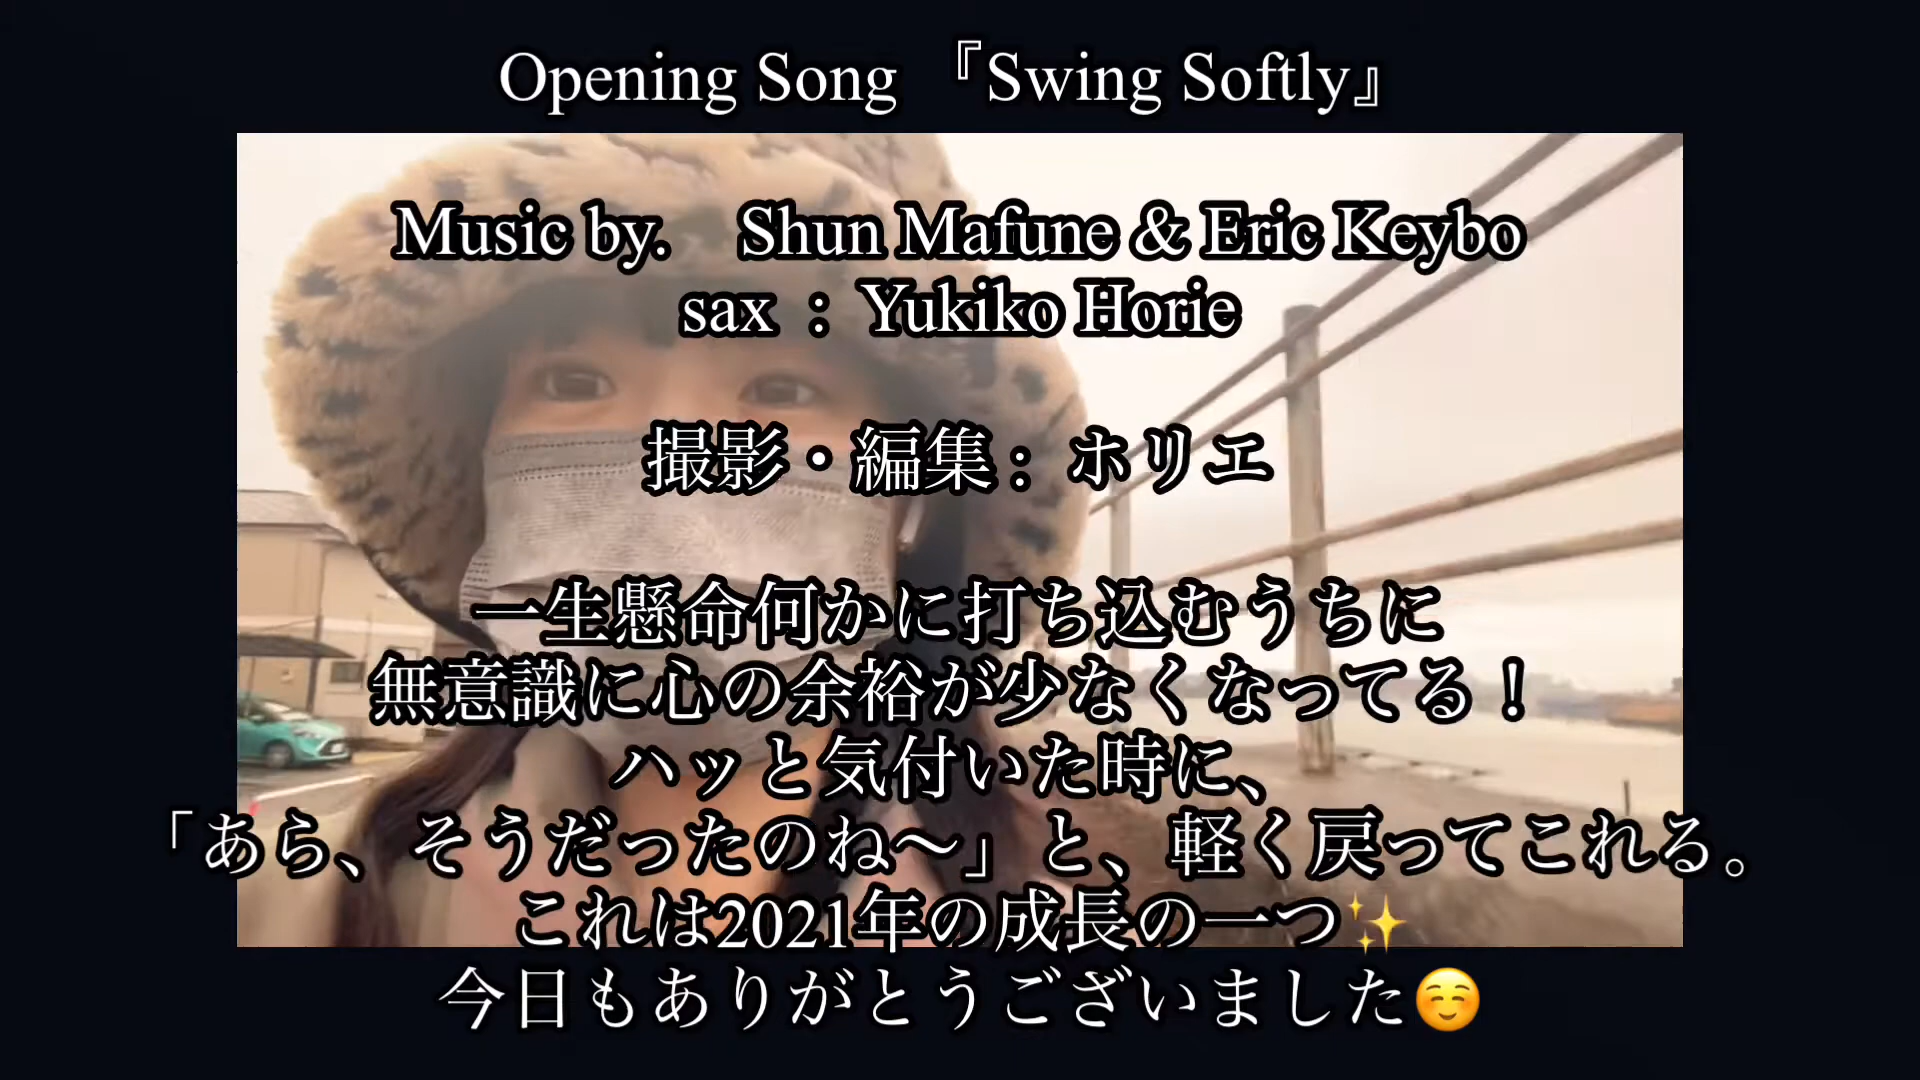 Opening Song 『Swing Softly』
Music by.　Shun Mafune & Eric Keybo
sax ： Yukiko Horie
撮影・編集： ホリエ
一生懸命何かに打ち込むうちに
無意識に心の余裕が少なくなってる！
ハッと気付いた時に、
「あら、そうだったのね〜」と、軽く戻ってこれる。
これは2021年の成長の一つ✨
今日もありがとうございました☺️